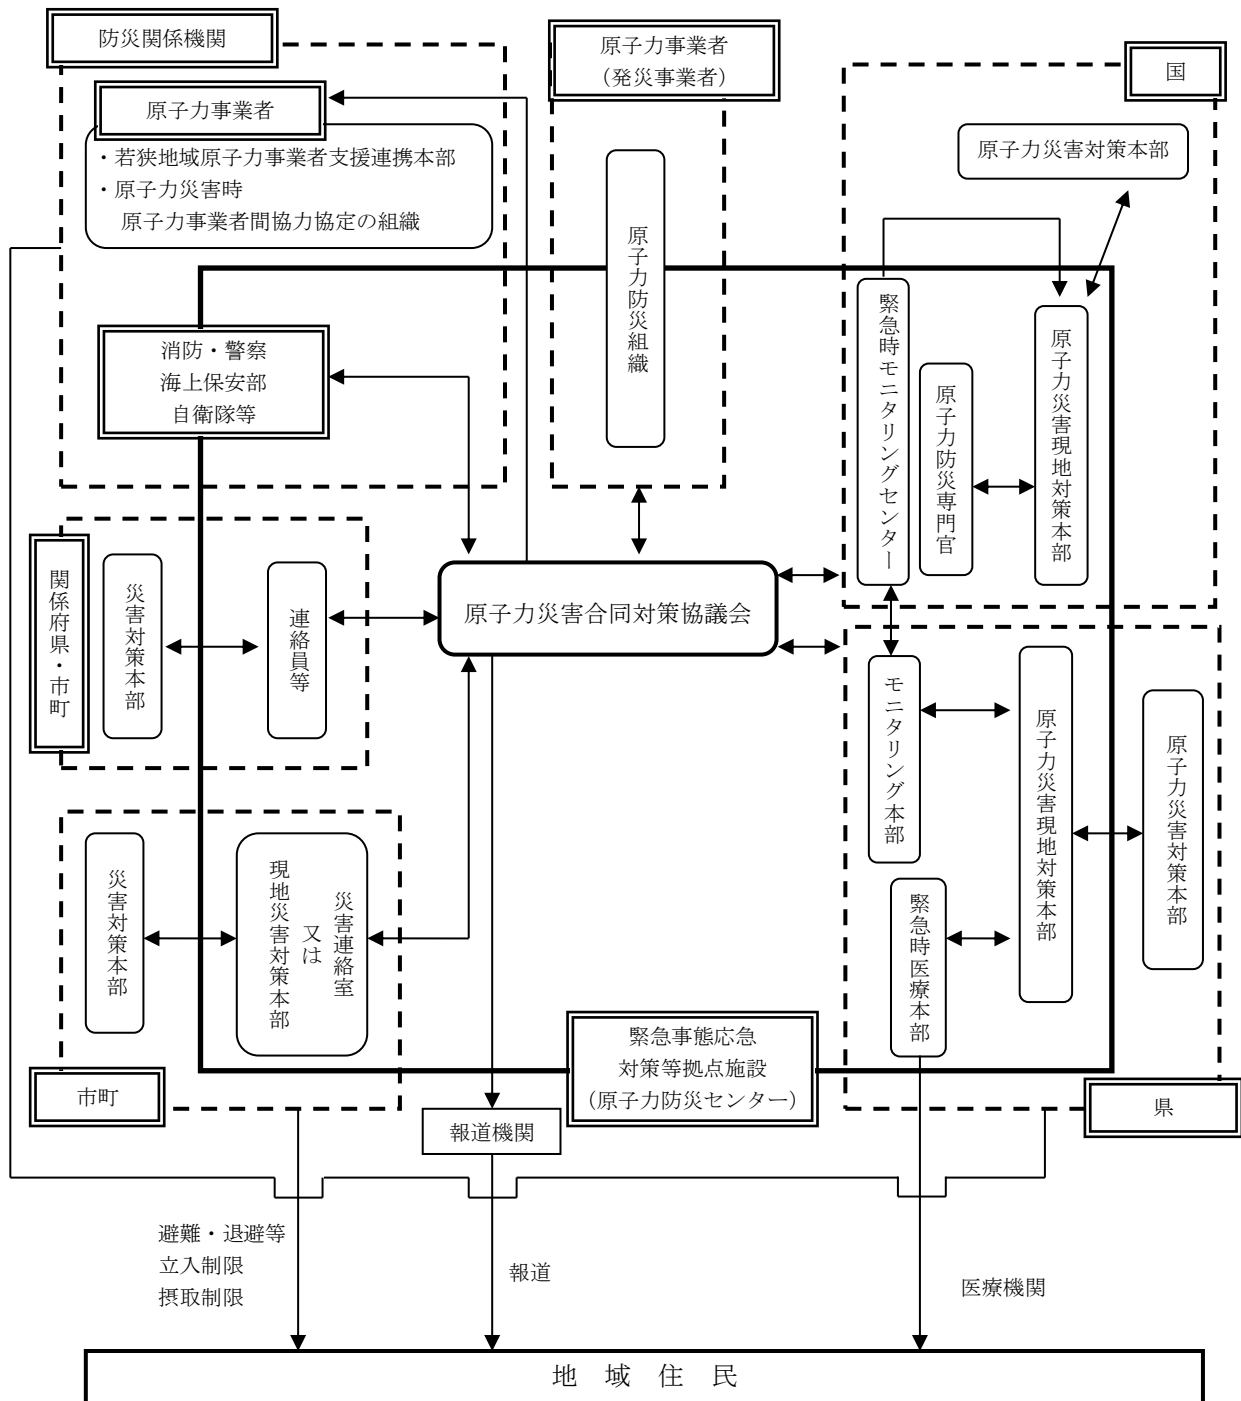 防災関係機関
原子力事業者
・若狭地域原子力事業者支援連携本部
・原子力災害時
原子力事業者間協力協定の組織
消防・警察
海上保安部
自衛隊等
原子力事業者
（発災事業者）
原子力防災組織
国
原子力災害対策本部
緊急時モニタリングセンター
原子力防災専門官
原子力災害現地対策本部
関係府県・市町
災害対策本部
連絡員等
原子力災害合同対策協議会
モニタリング本部
原子力災害現地対策本部
原子力災害対策本部
緊急時医療本部
県
災害対策本部
災害連絡室
又は
現地災害対策本部
市町
緊急事態応急
対策等拠点施設
（原子力防災センター）
報道機関
避難・退避等
立入制限
摂取制限
報道
医療機関
地域住民